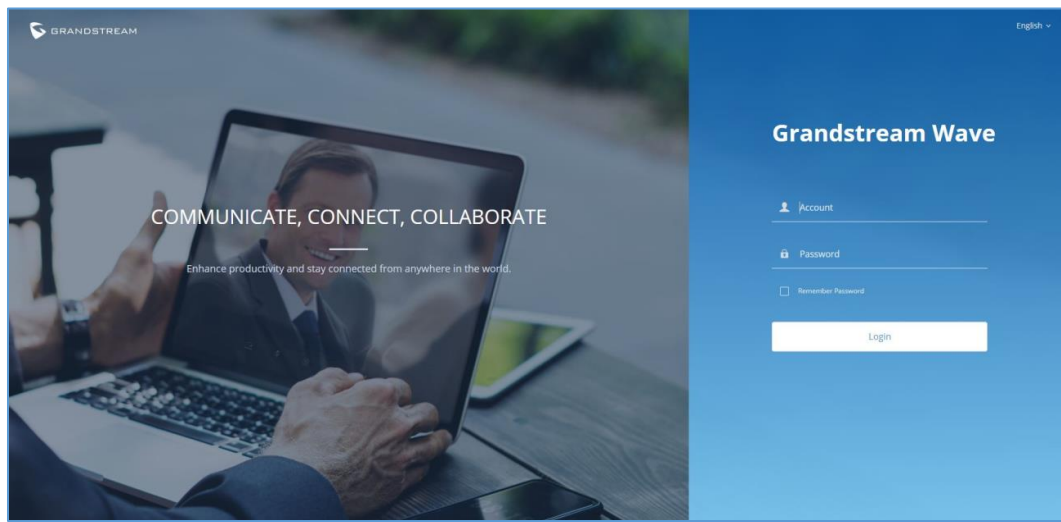 GRANDSTREAM
English
COMMUNICATE, CONNECT, COLLABORATE
Enhance productivity and stay connected from anywhere in the world.
Grandstream Wave
Account
Password
Remember Password
Login